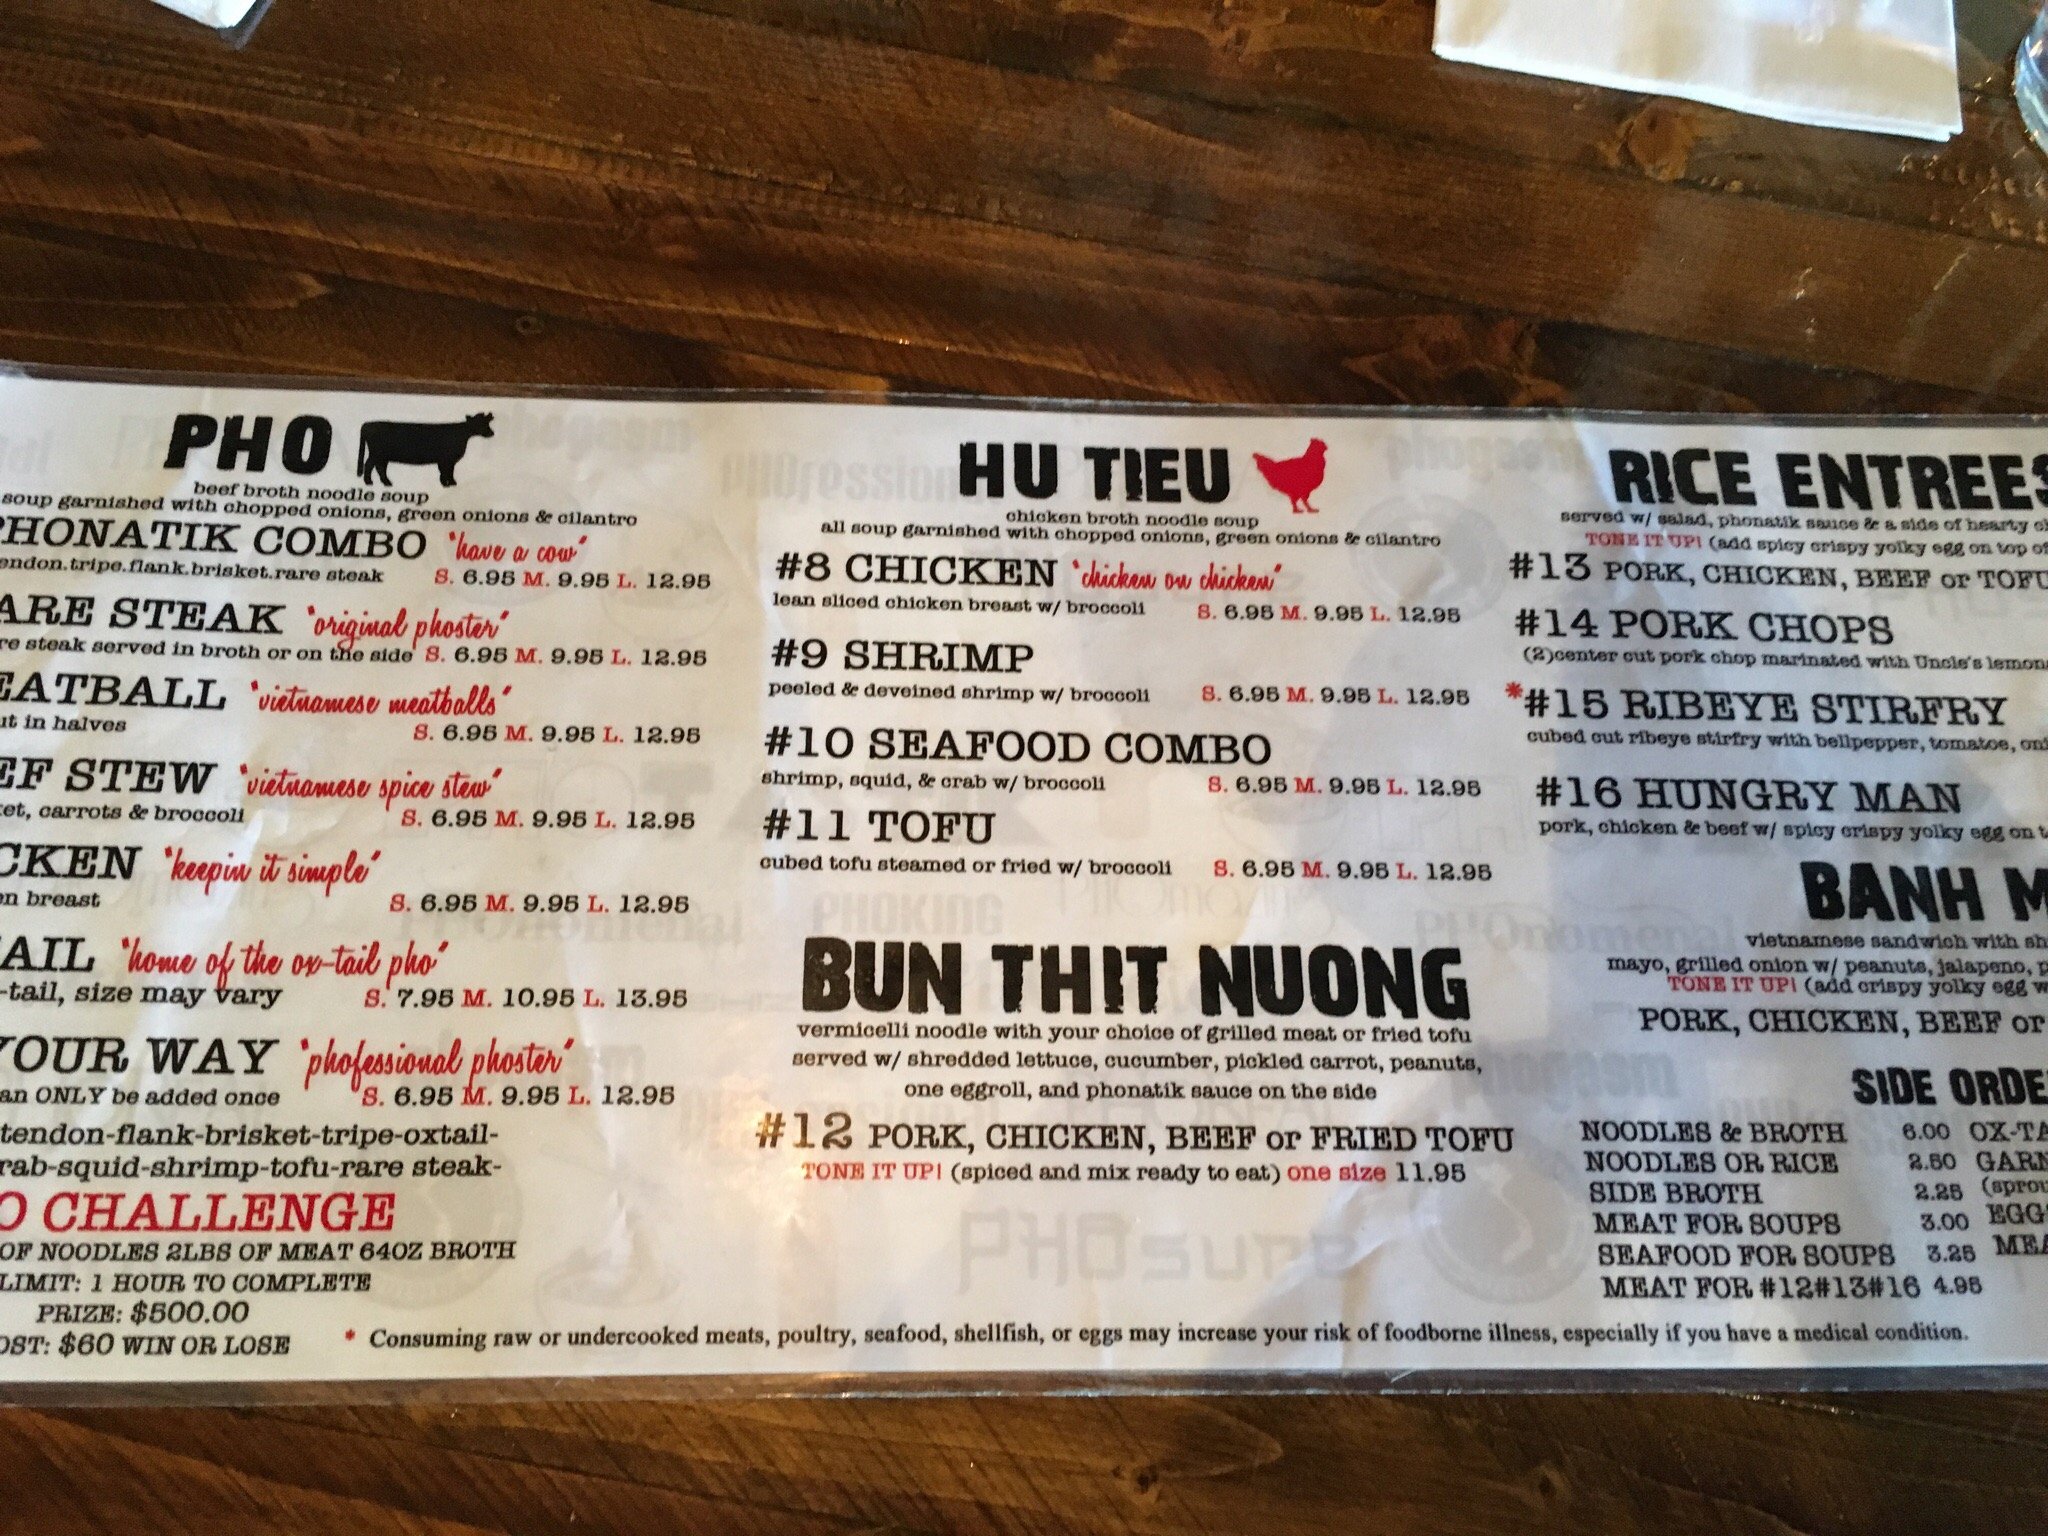 PHO
beef broth noodle soup
soup garnished with chopped onions, green onions & cilantro
PHONATIK COMBO "have a cow"
tendon.tripe.flank.brisket.rare steak S. 6.95 M. 9.95 L. 12.95
ARE STEAK "original phoster"
re steak served in broth or on the side S. 6.95 M. 9.95 L. 12.95
EATBALL "vietnamese meatballs"
ut in halves S. 6.95 M. 9.95 L. 12.95
EF STEW "vietnamese spice stew"
ket, carrots & broccoli S. 6.95 M. 9.95 L. 12.95
CKEN "keepin it simple"
en breast S. 6.95 M. 9.95 L. 12.95
AIL "home of the ox-tail pho"
-tail, size may vary S. 7.95 M. 10.95 L. 13.95
YOUR WAY "phofessional phoster"
an ONLY be added once S. 6.95 M. 9.95 L. 12.95
tendon-flank-brisket-tripe-oxtail-
rab-squid-shrimp-tofu-rare steak-
O CHALLENGE
OF NOODLES 2LBS OF MEAT 64OZ BROTH
LIMIT: 1 HOUR TO COMPLETE
PRIZE: $500.00
OST: $60 WIN OR LOSE
HU TIEU
chicken broth noodle soup
all soup garnished with chopped onions, green onions & cilantro
#8 CHICKEN "chicken on chicken"
lean sliced chicken breast w/ broccoli S. 6.95 M. 9.95 L. 12.95
#9 SHRIMP
peeled & deveined shrimp w/ broccoli S. 6.95 M. 9.95 L. 12.95
#10 SEAFOOD COMBO
shrimp, squid, & crab w/ broccoli S. 6.95 M. 9.95 L. 12.95
#11 TOFU
cubed tofu steamed or fried w/ broccoli S. 6.95 M. 9.95 L. 12.95
BUN THIT NUONG
vermicelli noodle with your choice of grilled meat or fried tofu
served w/ shredded lettuce, cucumber, pickled carrot, peanuts,
one eggroll, and phonatik sauce on the side
#12 PORK, CHICKEN, BEEF or FRIED TOFU
TONE IT UP! (spiced and mix ready to eat) one size 11.95
RICE ENTREES
served w/ salad, phonatik sauce & a side of hearty
TONE IT UP! (add spicy crispy yolky egg on top of
#13 PORK, CHICKEN, BEEF or TOFU
#14 PORK CHOPS
(2)center cut pork chop marinated with Uncle's lemon
*#15 RIBEYE STIRFRY
cubed cut ribeye stirfry with bellpepper, tomatoe, oni
#16 HUNGRY MAN
pork, chicken & beef w/ spicy crispy yolky egg on t
BANH M
vietnamese sandwich with sh
mayo, grilled onion w/ peanuts, jalapeno, p
TONE IT UP! (add crispy yolky egg w
PORK, CHICKEN, BEEF or
SIDE ORDE
NOODLES & BROTH 6.00 OX-TA
NOODLES OR RICE 2.50 GARN
SIDE BROTH 2.25 (sprou
MEAT FOR SOUPS 3.00 EGG
SEAFOOD FOR SOUPS 3.25 MEA
MEAT FOR #12#13#16 4.95
* Consuming raw or undercooked meats, poultry, seafood, shellfish, or eggs may increase your risk of foodborne illness, especially if you have a medical condition.